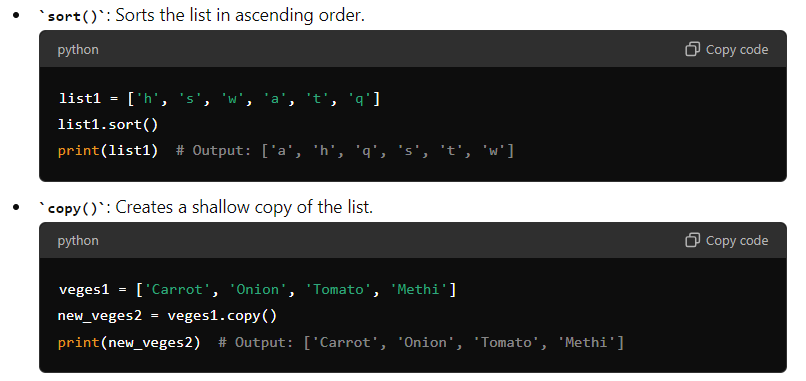 • `sort()`: Sorts the list in ascending order.
python Copy code
list1 = ['h', 's', 'w', 'a', 't', 'q']
list1.sort()
print(list1)  # Output: ['a', 'h', 'q', 's', 't', 'w']
• `copy()`: Creates a shallow copy of the list.
python Copy code
veges1 = ['Carrot', 'Onion', 'Tomato', 'Methi']
new_veges2 = veges1.copy()
print(new_veges2)  # Output: ['Carrot', 'Onion', 'Tomato', 'Methi']